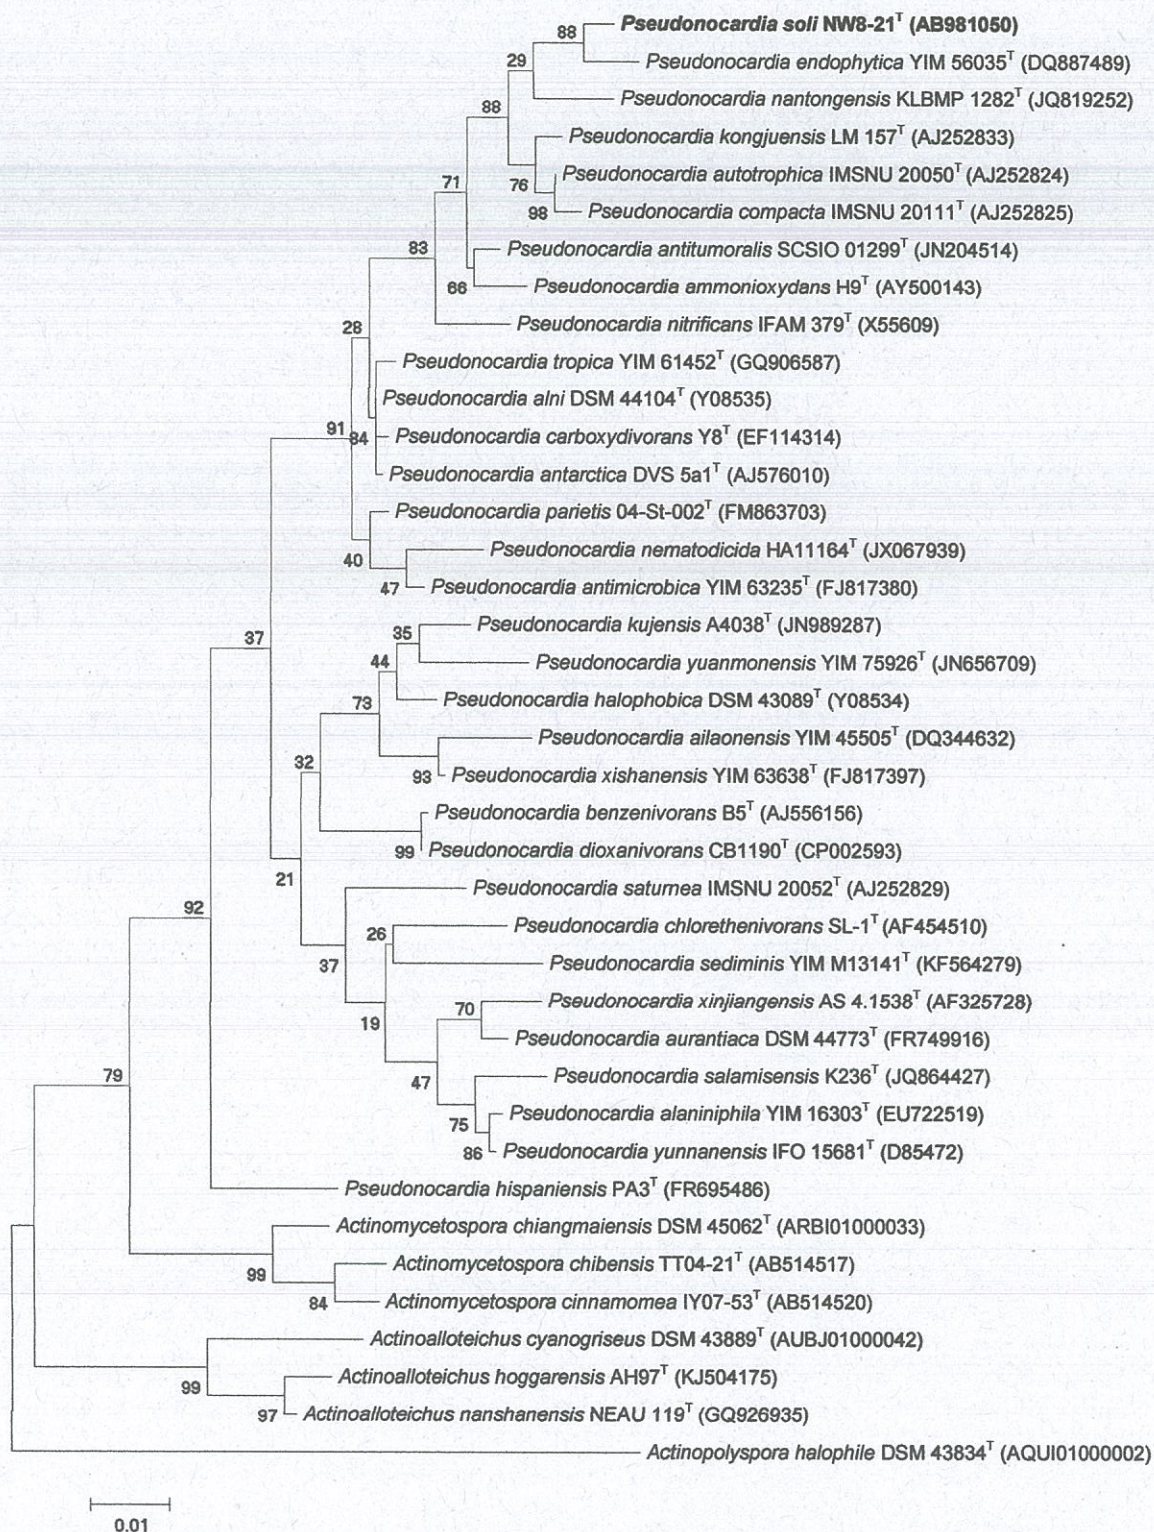 88
Pseudonocardia soli NW8-21ᵀ (AB981050)
Pseudonocardia endophytica YIM 56035ᵀ (DQ887489)
29
Pseudonocardia nantongensis KLBMP 1282ᵀ (JQ819252)
88
Pseudonocardia kongjuensis LM 157ᵀ (AJ252833)
Pseudonocardia autotrophica IMSNU 20050ᵀ (AJ252824)
76
71
98
Pseudonocardia compacta IMSNU 20111ᵀ (AJ252825)
83
Pseudonocardia antitumoralis SCSIO 01299ᵀ (JN204514)
66
Pseudonocardia ammonioxydans H9ᵀ (AY500143)
28
Pseudonocardia nitrificans IFAM 379ᵀ (X55609)
Pseudonocardia tropica YIM 61452ᵀ (GQ906587)
Pseudonocardia alni DSM 44104ᵀ (Y08535)
91
84
Pseudonocardia carboxydivorans Y8ᵀ (EF114314)
Pseudonocardia antarctica DVS 5a1ᵀ (AJ576010)
Pseudonocardia parietis 04-St-002ᵀ (FM863703)
40
Pseudonocardia nematodicida HA11164ᵀ (JX067939)
47
Pseudonocardia antimicrobica YIM 63235ᵀ (FJ817380)
37
35
Pseudonocardia kujensis A4038ᵀ (JN989287)
44
Pseudonocardia yuanmonensis YIM 75926ᵀ (JN656709)
73
Pseudonocardia halophobica DSM 43089ᵀ (Y08534)
Pseudonocardia ailaonensis YIM 45505ᵀ (DQ344632)
32
93
Pseudonocardia xishanensis YIM 63638ᵀ (FJ817397)
Pseudonocardia benzenivorans B5ᵀ (AJ556156)
99
Pseudonocardia dioxanivorans CB1190ᵀ (CP002593)
21
Pseudonocardia saturnea IMSNU 20052ᵀ (AJ252829)
92
26
Pseudonocardia chlorethenivorans SL-1ᵀ (AF454510)
37
Pseudonocardia sediminis YIM M13141ᵀ (KF564279)
70
Pseudonocardia xinjiangensis AS 4.1538ᵀ (AF325728)
19
Pseudonocardia aurantiaca DSM 44773ᵀ (FR749916)
79
47
Pseudonocardia salamisensis K236ᵀ (JQ864427)
75
Pseudonocardia alaniniphila YIM 16303ᵀ (EU722519)
86
Pseudonocardia yunnanensis IFO 15681ᵀ (D85472)
Pseudonocardia hispaniensis PA3ᵀ (FR695486)
Actinomycetospora chiangmaiensis DSM 45062ᵀ (ARBI01000033)
99
Actinomycetospora chibensis TT04-21ᵀ (AB514517)
84
Actinomycetospora cinnamomea IY07-53ᵀ (AB514520)
Actinoalloteichus cyanogriseus DSM 43889ᵀ (AUBJ01000042)
99
Actinoalloteichus hoggarensis AH97ᵀ (KJ504175)
97
Actinoalloteichus nanshanensis NEAU 119ᵀ (GQ926935)
Actinopolyspora halophile DSM 43834ᵀ (AQUI01000002)
0.01